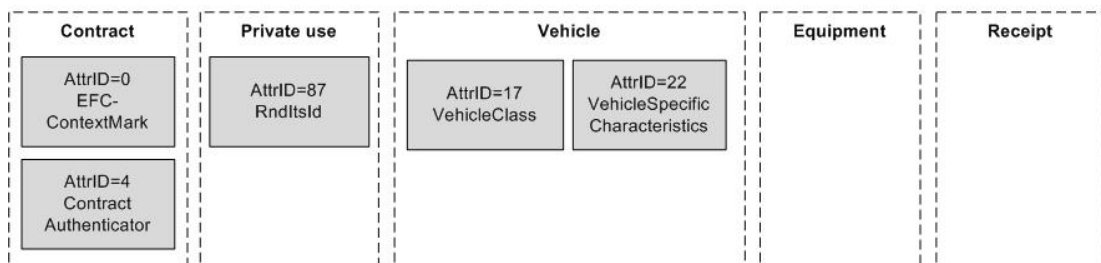 Contract
Private use
Vehicle
Equipment
Receipt
AttrID=0
EFC-
ContextMark
AttrID=87
RndItsId
AttrID=17
VehicleClass
AttrID=22
VehicleSpecific
Characteristics
AttrID=4
Contract
Authenticator